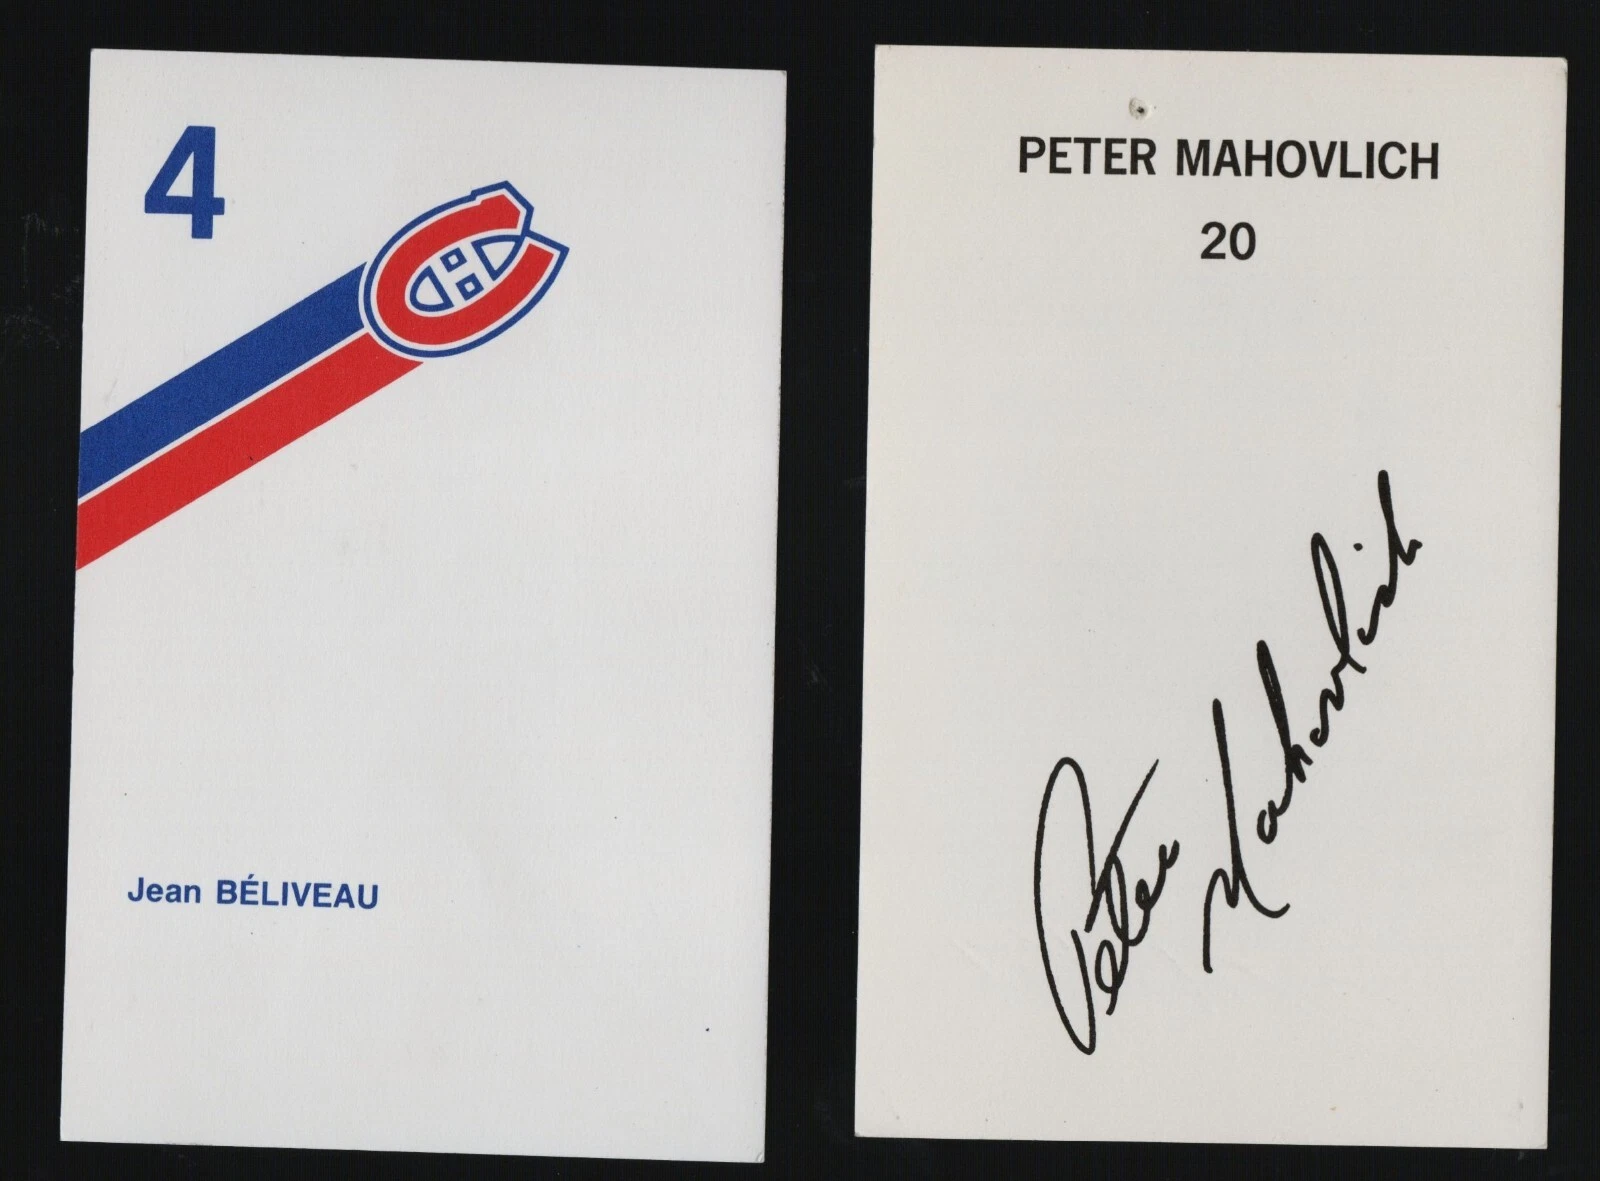 4
Jean BÉLIVEAU
PETER MAHOVLICH
20
Peter Mahovlich